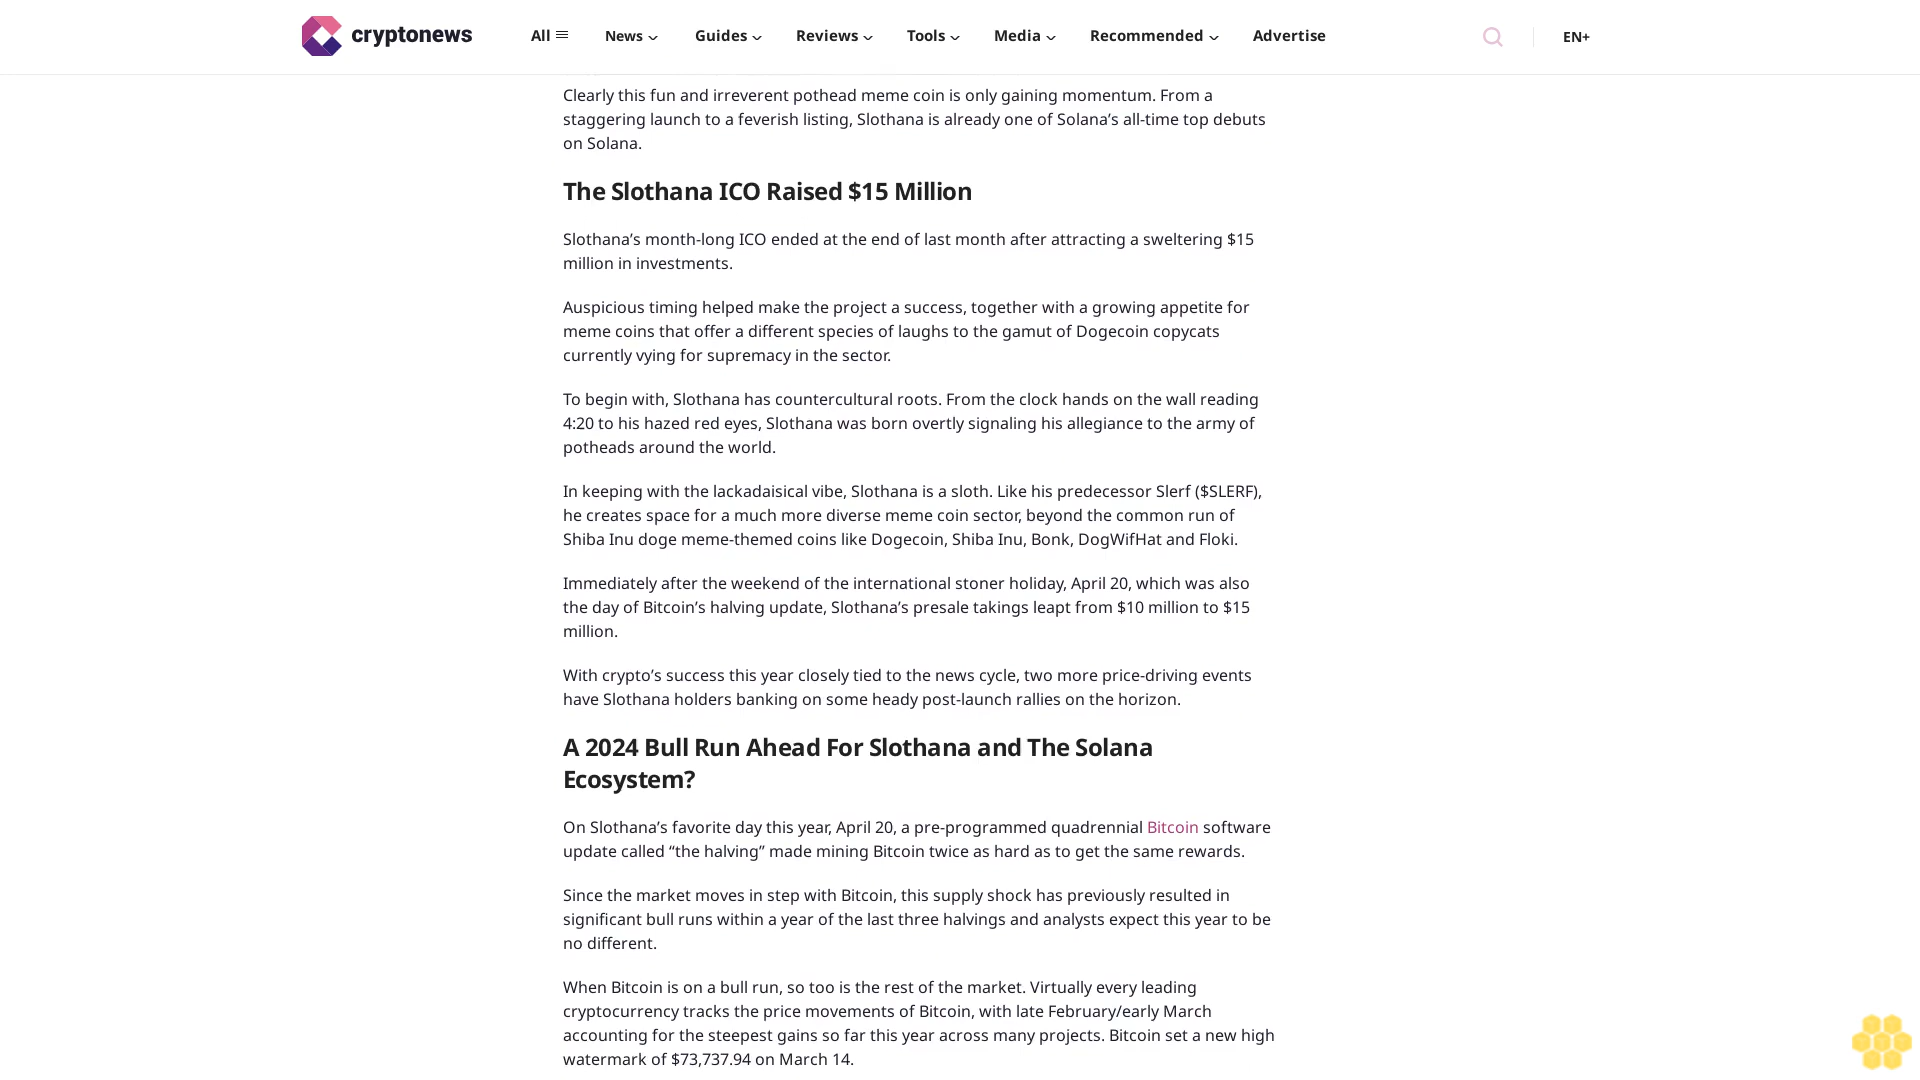 cryptonews
All
News
Guides
Reviews
Tools
Media
Recommended
Advertise
EN+
Clearly this fun and irreverent pothead meme coin is only gaining momentum. From a
staggering launch to a feverish listing, Slothana is already one of Solana’s all-time top debuts
on Solana.
The Slothana ICO Raised $15 Million
Slothana’s month-long ICO ended at the end of last month after attracting a sweltering $15
million in investments.
Auspicious timing helped make the project a success, together with a growing appetite for
meme coins that offer a different species of laughs to the gamut of Dogecoin copycats
currently vying for supremacy in the sector.
To begin with, Slothana has countercultural roots. From the clock hands on the wall reading
4:20 to his hazed red eyes, Slothana was born overtly signaling his allegiance to the army of
potheads around the world.
In keeping with the lackadaisical vibe, Slothana is a sloth. Like his predecessor Slerf ($SLERF),
he creates space for a much more diverse meme coin sector, beyond the common run of
Shiba Inu doge meme-themed coins like Dogecoin, Shiba Inu, Bonk, DogWifHat and Floki.
Immediately after the weekend of the international stoner holiday, April 20, which was also
the day of Bitcoin’s halving update, Slothana’s presale takings leapt from $10 million to $15
million.
With crypto’s success this year closely tied to the news cycle, two more price-driving events
have Slothana holders banking on some heady post-launch rallies on the horizon.
A 2024 Bull Run Ahead For Slothana and The Solana
Ecosystem?
On Slothana’s favorite day this year, April 20, a pre-programmed quadrennial Bitcoin software
update called “the halving” made mining Bitcoin twice as hard as to get the same rewards.
Since the market moves in step with Bitcoin, this supply shock has previously resulted in
significant bull runs within a year of the last three halvings and analysts expect this year to be
no different.
When Bitcoin is on a bull run, so too is the rest of the market. Virtually every leading
cryptocurrency tracks the price movements of Bitcoin, with late February/early March
accounting for the steepest gains so far this year across many projects. Bitcoin set a new high
watermark of $73,737.94 on March 14.